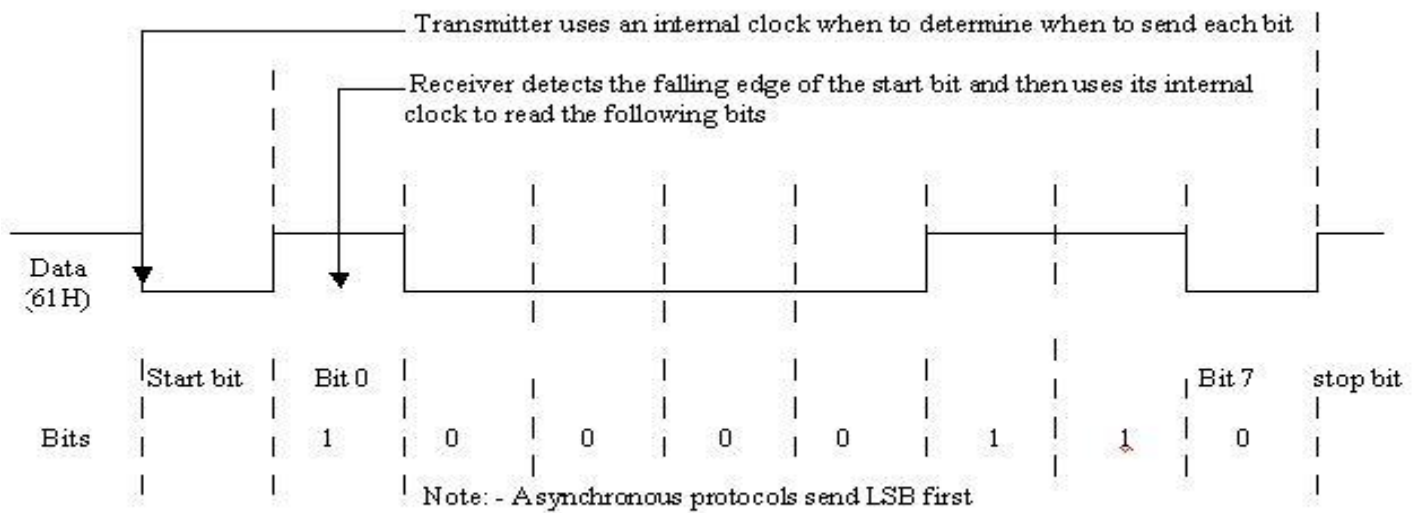 Transmitter uses an internal clock when to determine when to send each bit
Receiver detects the falling edge of the start bit and then uses its internal
clock to read the following bits
Data
(61H)
Start bit Bit 0 Bit 7 stop bit
Bits 1 0 0 0 0 1 1 0
Note: - Asynchronous protocols send LSB first